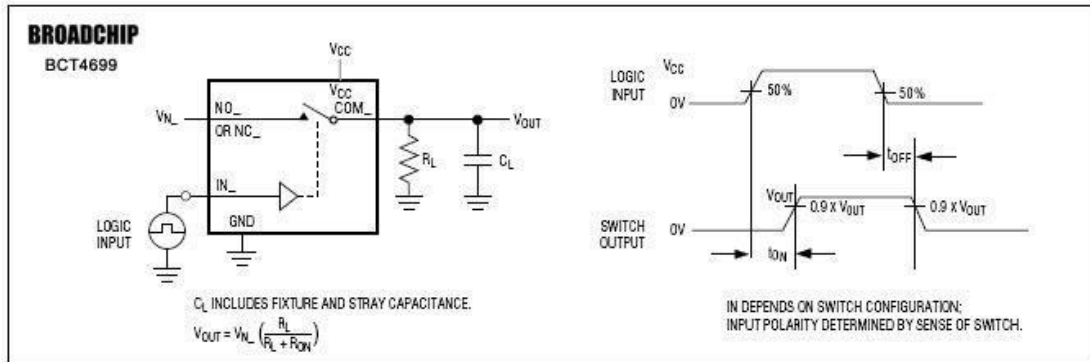 BROADCHIP
BCT4699
VCC
VCC
VN_
NO_
OR NC_
COM_
VOUT
RL
CL
IN_
LOGIC
INPUT
GND
CL INCLUDES FIXTURE AND STRAY CAPACITANCE.
VOUT = VN_ (RL / (RL + RON))
LOGIC
INPUT
VCC
0V
50%
50%
tOFF
SWITCH
OUTPUT
VOUT
0V
0.9 X VOUT
0.9 X VOUT
tON
IN DEPENDS ON SWITCH CONFIGURATION;
INPUT POLARITY DETERMINED BY SENSE OF SWITCH.